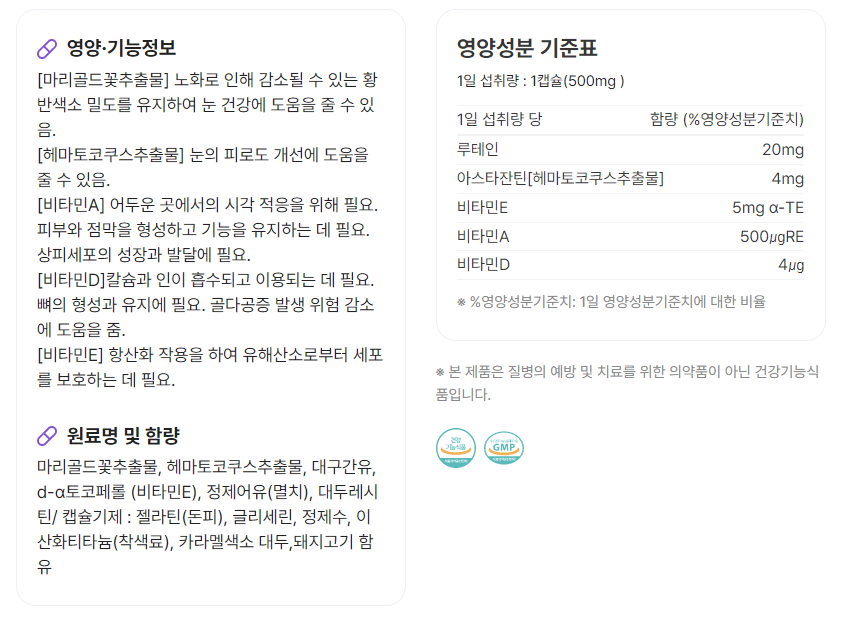 영양·기능정보
[마리골드꽃추출물] 노화로 인해 감소될 수 있는 황
반색소 밀도를 유지하여 눈 건강에 도움을 줄 수 있
음.
[헤마토코쿠스추출물] 눈의 피로도 개선에 도움을
줄 수 있음.
[비타민A] 어두운 곳에서의 시각 적응을 위해 필요.
피부와 점막을 형성하고 기능을 유지하는 데 필요.
상피세포의 성장과 발달에 필요.
[비타민D]칼슘과 인이 흡수되고 이용되는 데 필요.
뼈의 형성과 유지에 필요. 골다공증 발생 위험 감소
에 도움을 줌.
[비타민E] 항산화 작용을 하여 유해산소로부터 세포
를 보호하는 데 필요.
원료명 및 함량
마리골드꽃추출물, 헤마토코쿠스추출물, 대구간유,
d-α토코페롤 (비타민E), 정제어유(멸치), 대두레시
틴/ 캡슐기제 : 젤라틴(돈피), 글리세린, 정제수, 이
산화티타늄(착색료), 카라멜색소 대두,돼지고기 함
유
영양성분 기준표
1일 섭취량 : 1캡슐(500mg )
1일 섭취량 당 함량 (%영양성분기준치)
루테인 20mg
아스타잔틴[헤마토코쿠스추출물] 4mg
비타민E 5mg α-TE
비타민A 500㎍RE
비타민D 4㎍
※ %영양성분기준치: 1일 영양성분기준치에 대한 비율
※ 본 제품은 질병의 예방 및 치료를 위한 의약품이 아닌 건강기능식
품입니다.
건강
기능식품
GMP